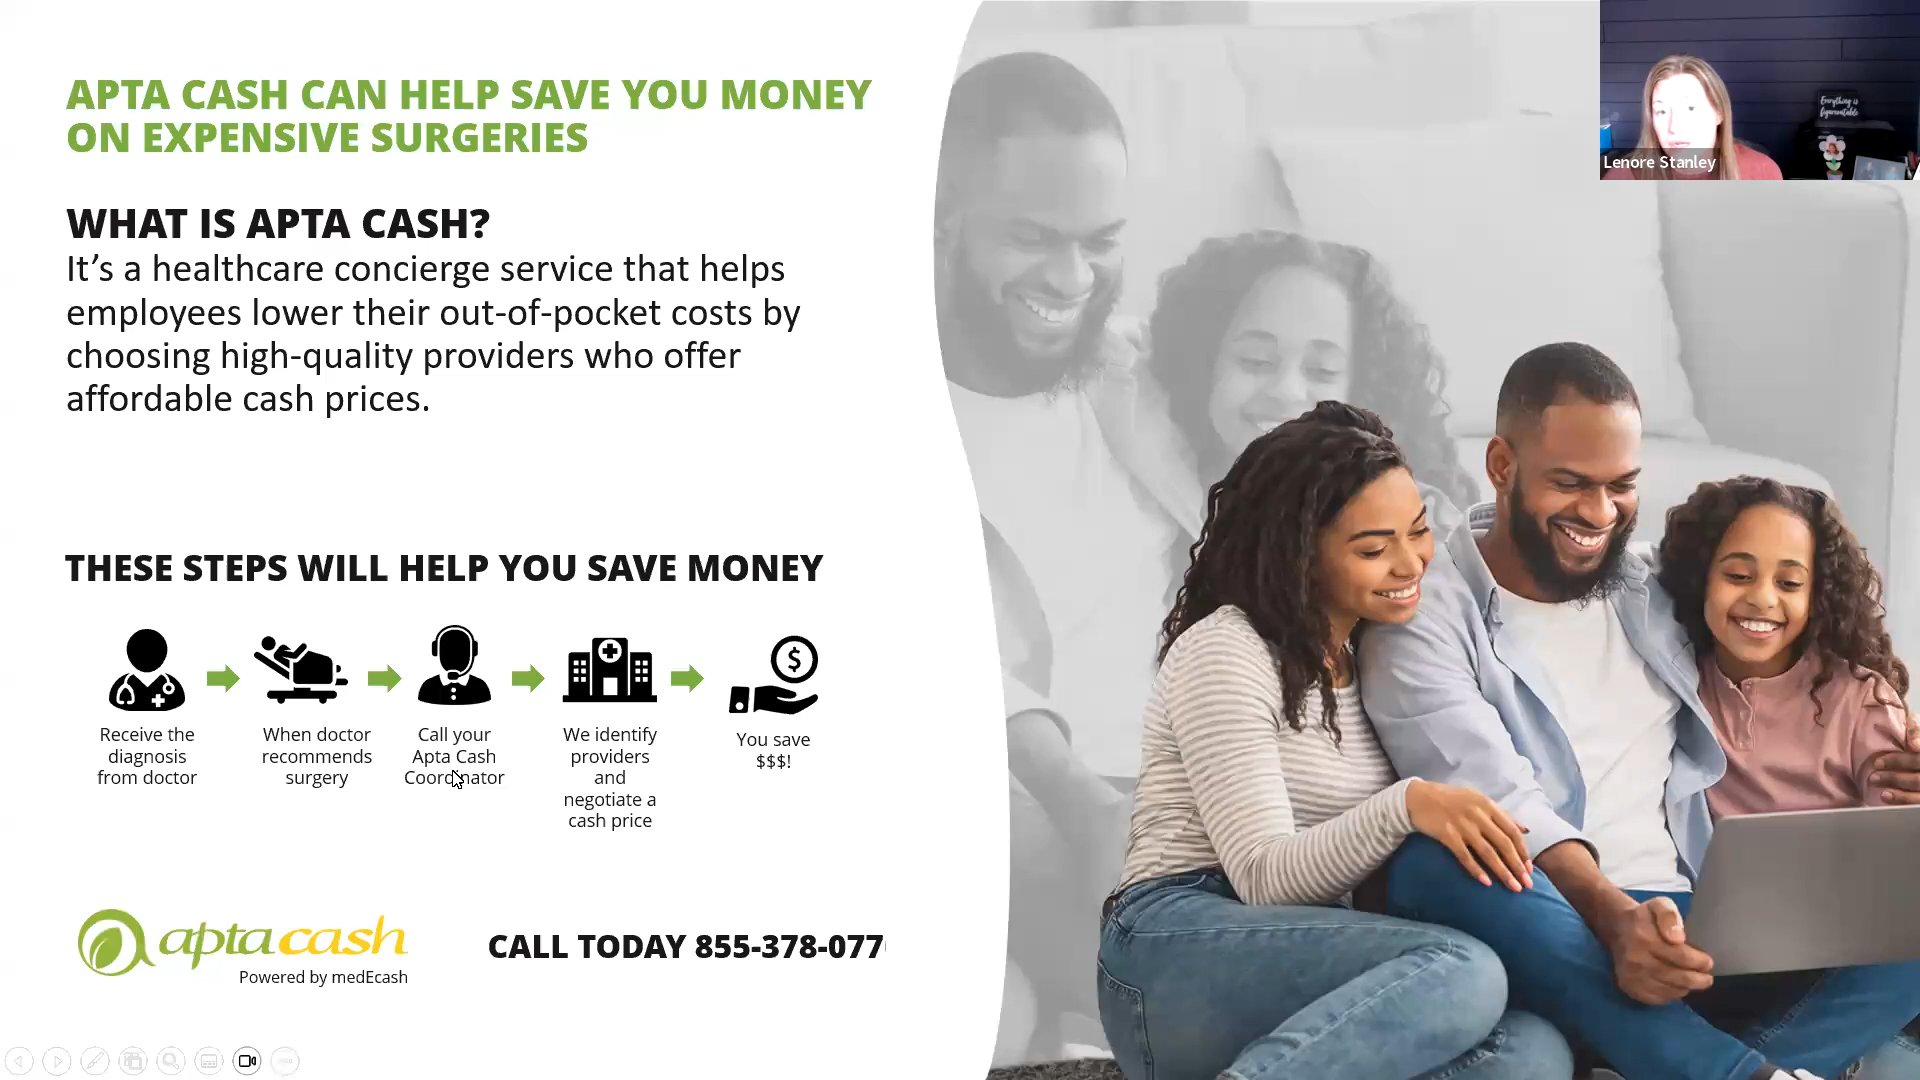 APTA CASH CAN HELP SAVE YOU MONEY
ON EXPENSIVE SURGERIES
WHAT IS APTA CASH?
It’s a healthcare concierge service that helps
employees lower their out-of-pocket costs by
choosing high-quality providers who offer
affordable cash prices.
THESE STEPS WILL HELP YOU SAVE MONEY
Receive the
diagnosis
from doctor
When doctor
recommends
surgery
Call your
Apta Cash
Coordinator
We identify
providers
and
negotiate a
cash price
You save
$$$!
aptacash
Powered by medEcash
CALL TODAY 855-378-077
Everything is
figureoutable
Lenore Stanley